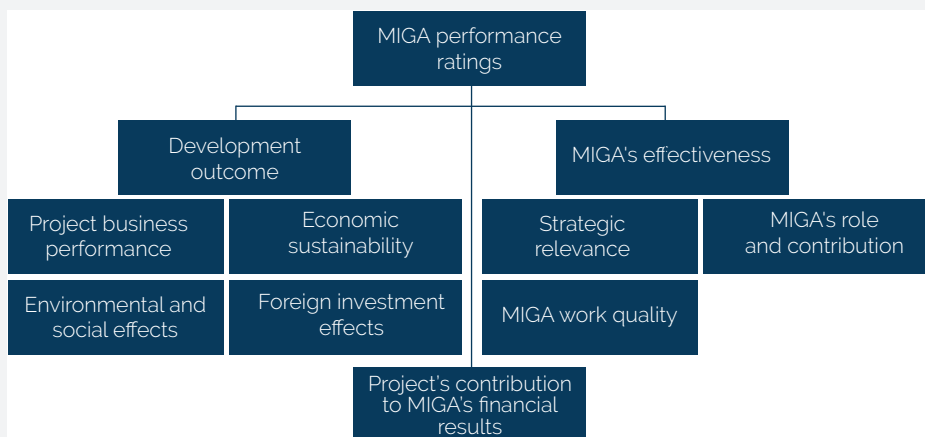 MIGA performance
ratings
Development
outcome
MIGA's effectiveness
Project business
performance
Economic
sustainability
Strategic
relevance
MIGA's role
and contribution
Environmental and
social effects
Foreign investment
effects
MIGA work quality
Project's contribution
to MIGA's financial
results